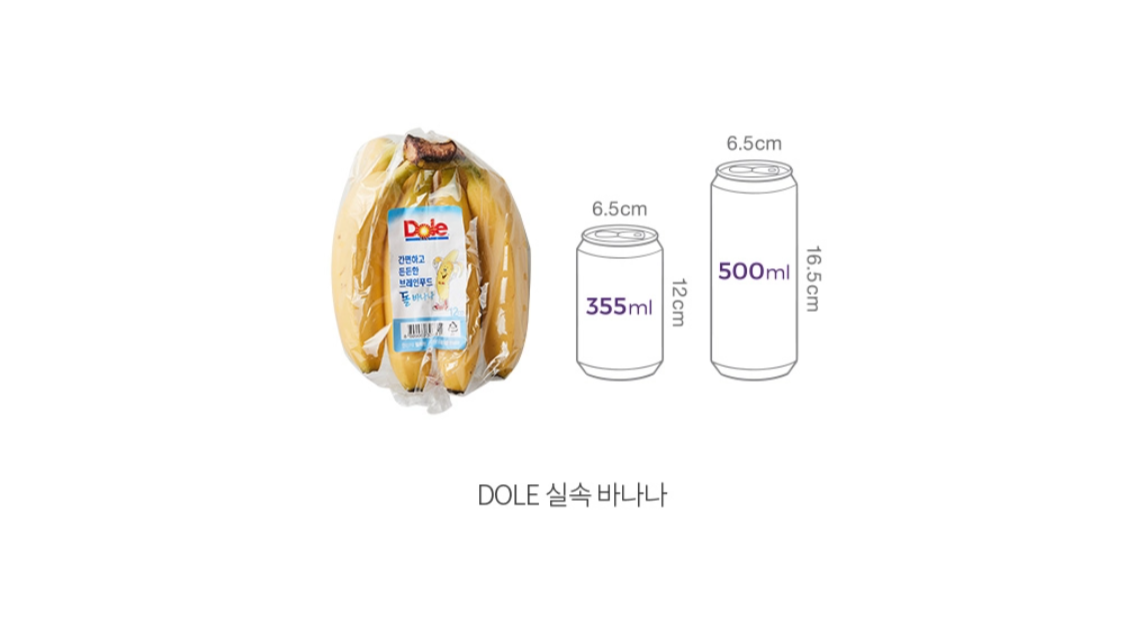 Dole
간편하고
든든한
브레인푸드
돌 바나나
6.5cm
355ml
12cm
6.5cm
500ml
16.5cm
DOLE 실속 바나나